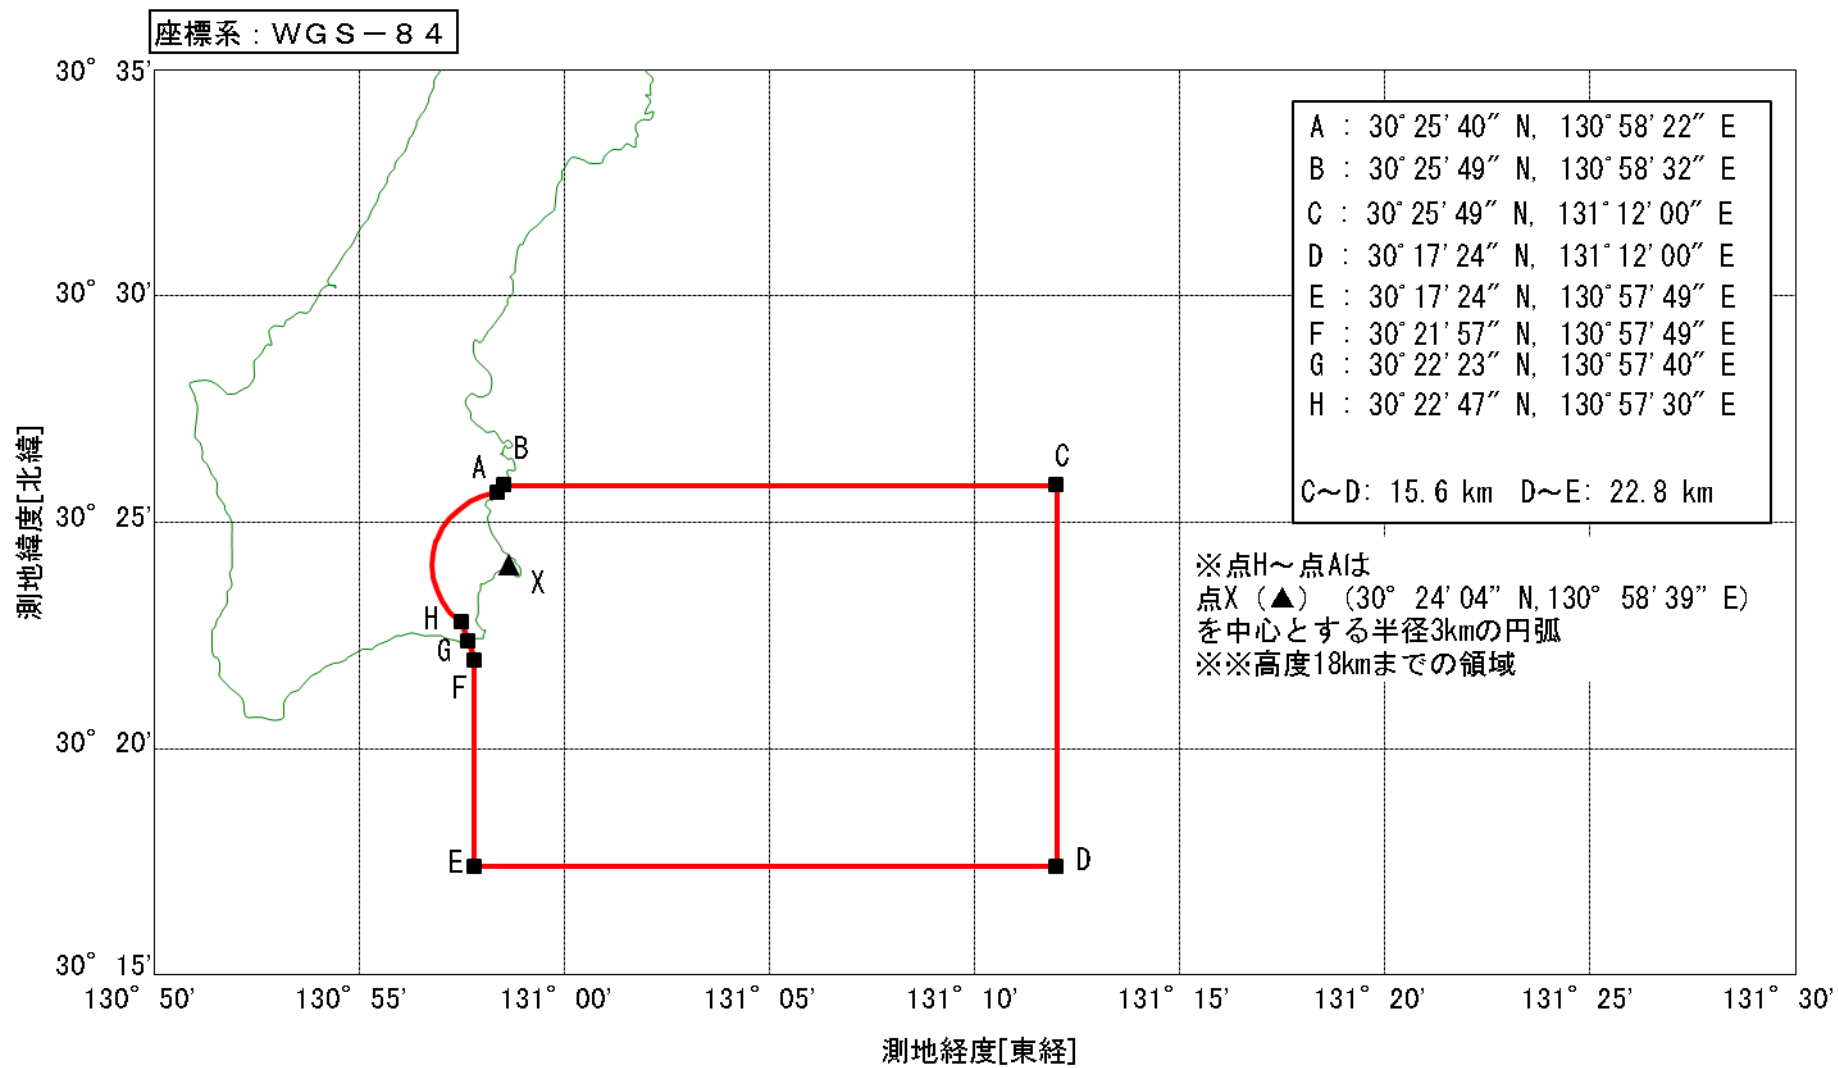 座標系：ＷＧＳ－８４
30° 35'
30° 30'
30° 25'
30° 20'
30° 15'
測地緯度[北緯]
A : 30°25'40" N, 130°58'22" E
B : 30°25'49" N, 130°58'32" E
C : 30°25'49" N, 131°12'00" E
D : 30°17'24" N, 131°12'00" E
E : 30°17'24" N, 130°57'49" E
F : 30°21'57" N, 130°57'49" E
G : 30°22'23" N, 130°57'40" E
H : 30°22'47" N, 130°57'30" E
C～D: 15.6 km D～E: 22.8 km
B
A
C
X
H
G
F
E
D
※点H～点Aは
点X（▲）（30° 24'04” N,130° 58'39” E)
を中心とする半径3kmの円弧
※※高度18kmまでの領域
130° 50' 130° 55' 131° 00' 131° 05' 131° 10' 131° 15' 131° 20' 131° 25' 131° 30'
測地経度[東経]